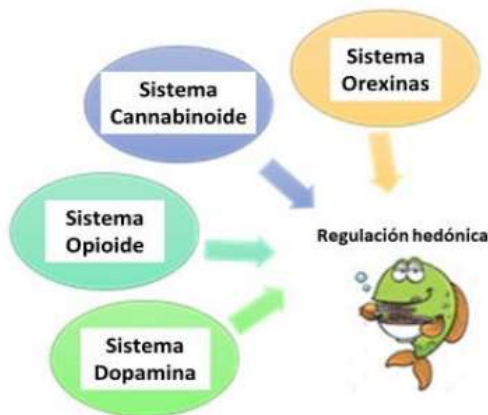 Sistema
Orexinas
Sistema
Cannabinoide
Sistema
Opioide
Regulación hedónica
Sistema
Dopamina